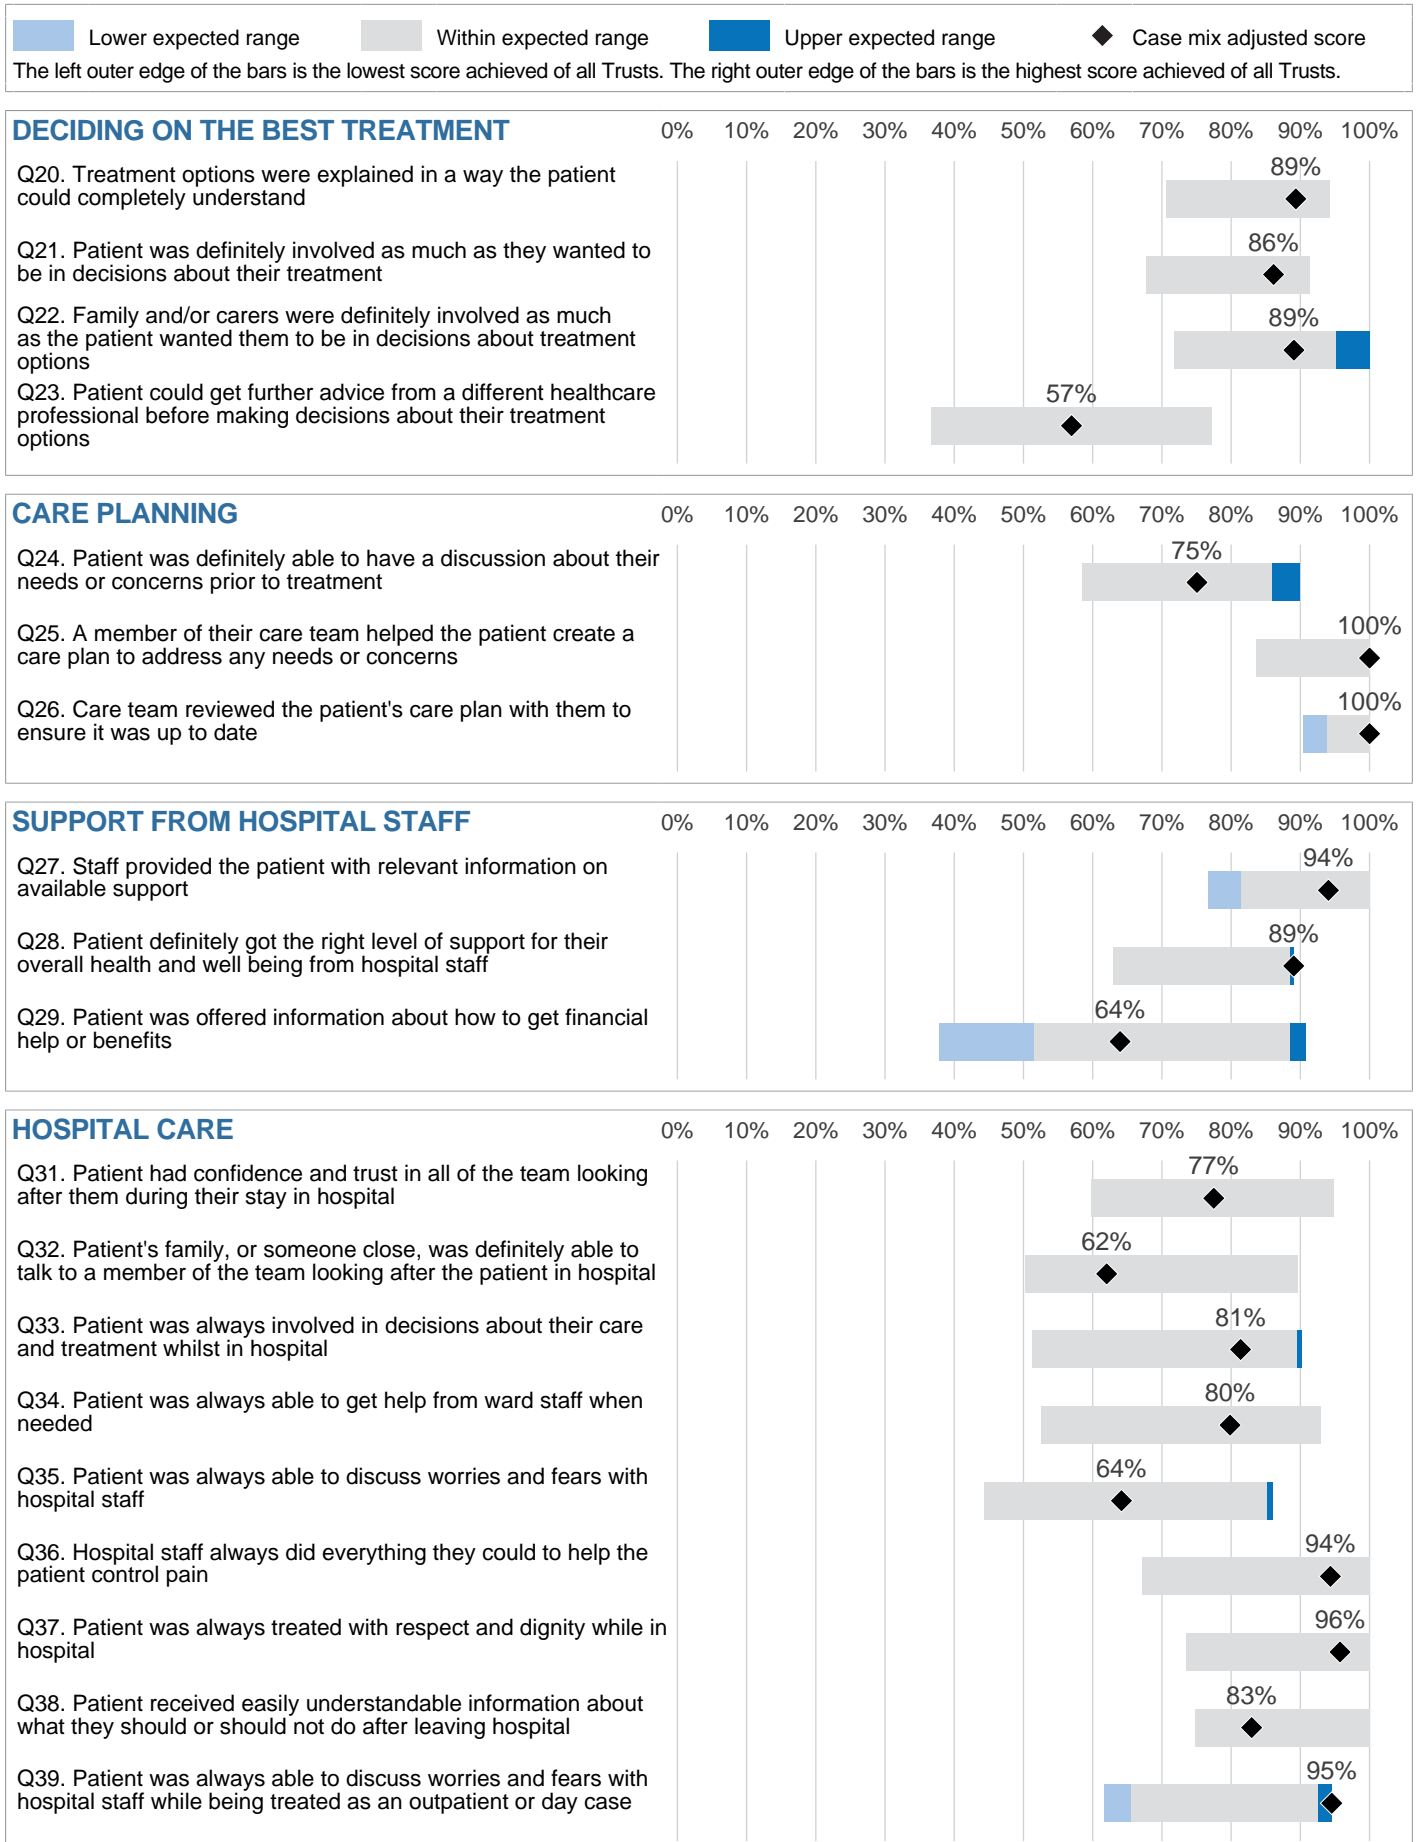 Lower expected range Within expected range Upper expected range Case mix adjusted score
The left outer edge of the bars is the lowest score achieved of all Trusts. The right outer edge of the bars is the highest score achieved of all Trusts.
DECIDING ON THE BEST TREATMENT 0% 10% 20% 30% 40% 50% 60% 70% 80% 90% 100%
Q20. Treatment options were explained in a way the patient
could completely understand
89%
Q21. Patient was definitely involved as much as they wanted to
be in decisions about their treatment
86%
Q22. Family and/or carers were definitely involved as much
as the patient wanted them to be in decisions about treatment
options
89%
Q23. Patient could get further advice from a different healthcare
professional before making decisions about their treatment
options
57%
CARE PLANNING 0% 10% 20% 30% 40% 50% 60% 70% 80% 90% 100%
Q24. Patient was definitely able to have a discussion about their
needs or concerns prior to treatment
75%
Q25. A member of their care team helped the patient create a
care plan to address any needs or concerns
100%
Q26. Care team reviewed the patient's care plan with them to
ensure it was up to date
100%
SUPPORT FROM HOSPITAL STAFF 0% 10% 20% 30% 40% 50% 60% 70% 80% 90% 100%
Q27. Staff provided the patient with relevant information on
available support
94%
Q28. Patient definitely got the right level of support for their
overall health and well being from hospital staff
89%
Q29. Patient was offered information about how to get financial
help or benefits
64%
HOSPITAL CARE 0% 10% 20% 30% 40% 50% 60% 70% 80% 90% 100%
Q31. Patient had confidence and trust in all of the team looking
after them during their stay in hospital
77%
Q32. Patient's family, or someone close, was definitely able to
talk to a member of the team looking after the patient in hospital
62%
Q33. Patient was always involved in decisions about their care
and treatment whilst in hospital
81%
Q34. Patient was always able to get help from ward staff when
needed
80%
Q35. Patient was always able to discuss worries and fears with
hospital staff
64%
Q36. Hospital staff always did everything they could to help the
patient control pain
94%
Q37. Patient was always treated with respect and dignity while in
hospital
96%
Q38. Patient received easily understandable information about
what they should or should not do after leaving hospital
83%
Q39. Patient was always able to discuss worries and fears with
hospital staff while being treated as an outpatient or day case
95%